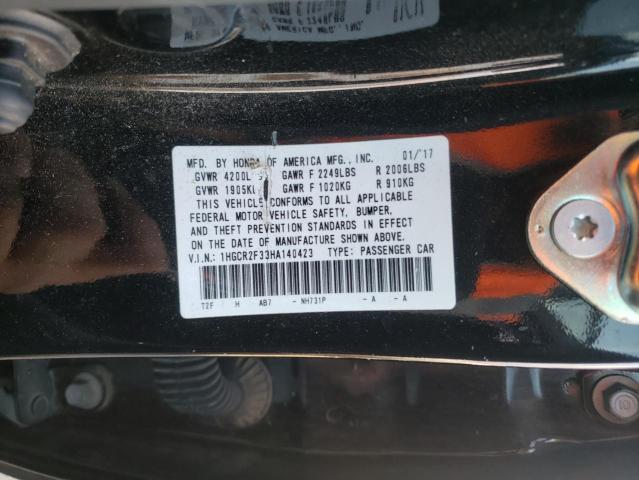 MFD. BY HONDA OF AMERICA MFG., INC. 01/'17
GVWR 4200L GAWR F 2249LBS R 2006LBS
GVWR 1905KG GAWR F 1020KG R 910KG
THIS VEHICLE CONFORMS TO ALL APPLICABLE
FEDERAL MOTOR VEHICLE SAFETY, BUMPER,
AND THEFT PREVENTION STANDARDS IN EFFECT
ON THE DATE OF MANUFACTURE SHOWN ABOVE.
V.I.N.: 1HGCR2F33HA140423 TYPE: PASSENGER CAR
T2F H AB7 - NH731P - A - A